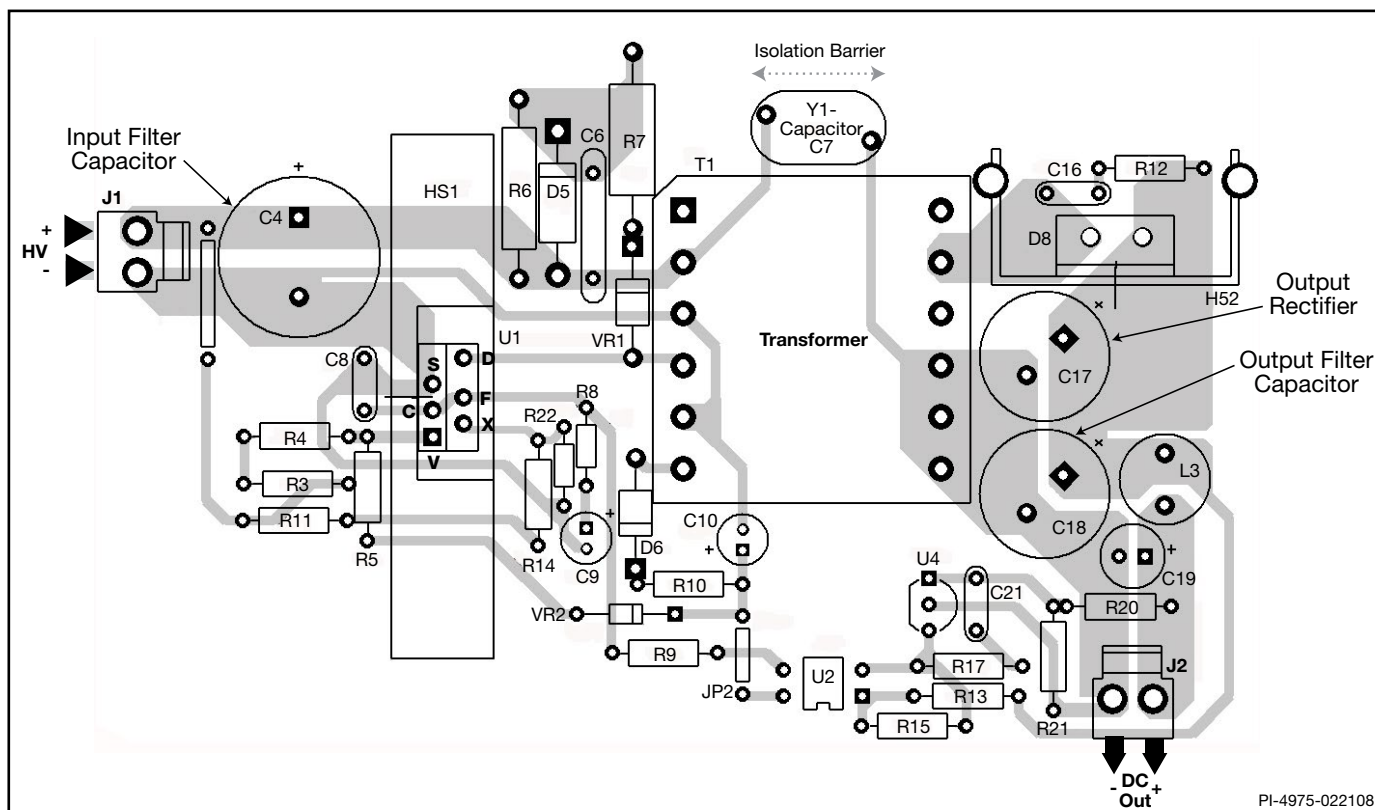 Isolation Barrier
Y1-
Capacitor
C7
Input Filter
Capacitor
+
J1
C4
HS1
R6
D5
C6
R7
T1
C16
R12
+
HV
-
D8
H52
Output
Rectifier
VR1
Transformer
U1
C8
S
D
C
F
X
V
R8
R22
C17
Output Filter
Capacitor
R4
R3
R11
R5
R14
C9
+
D6
C10
+
C18
L3
C19
+
R10
U4
C21
R20
VR2
R9
JP2
U2
R17
R13
R15
R21
J2
- DC +
Out
PI-4975-022108